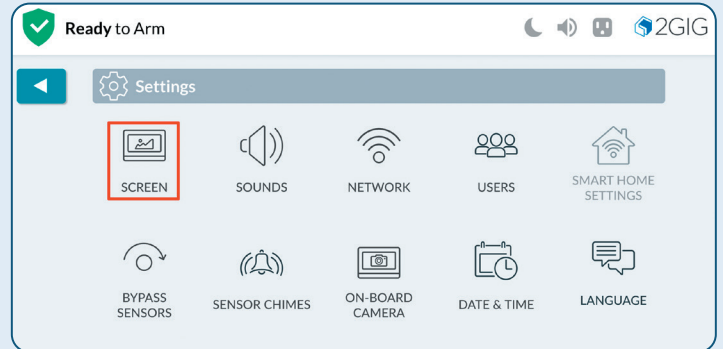 Ready to Arm
2GIG
Settings
SCREEN
SOUNDS
NETWORK
USERS
SMART HOME
SETTINGS
BYPASS
SENSORS
SENSOR CHIMES
ON-BOARD
CAMERA
DATE & TIME
LANGUAGE